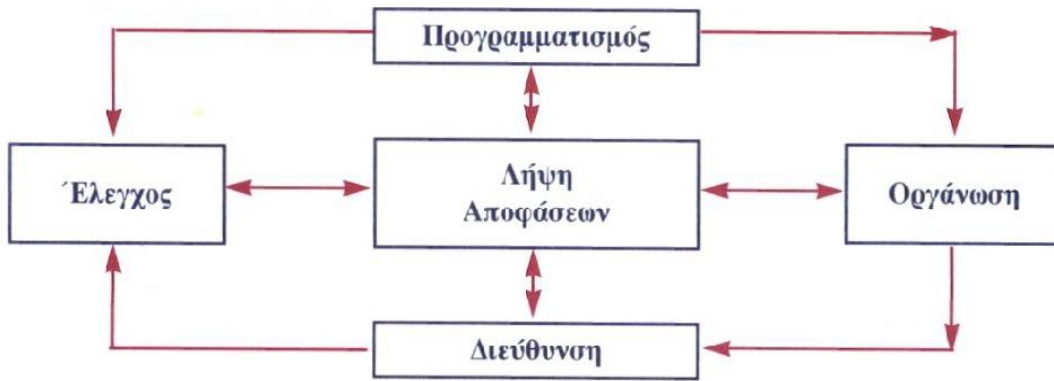 Προγραμματισμός
Έλεγχος
Λήψη
Αποφάσεων
Οργάνωση
Διεύθυνση